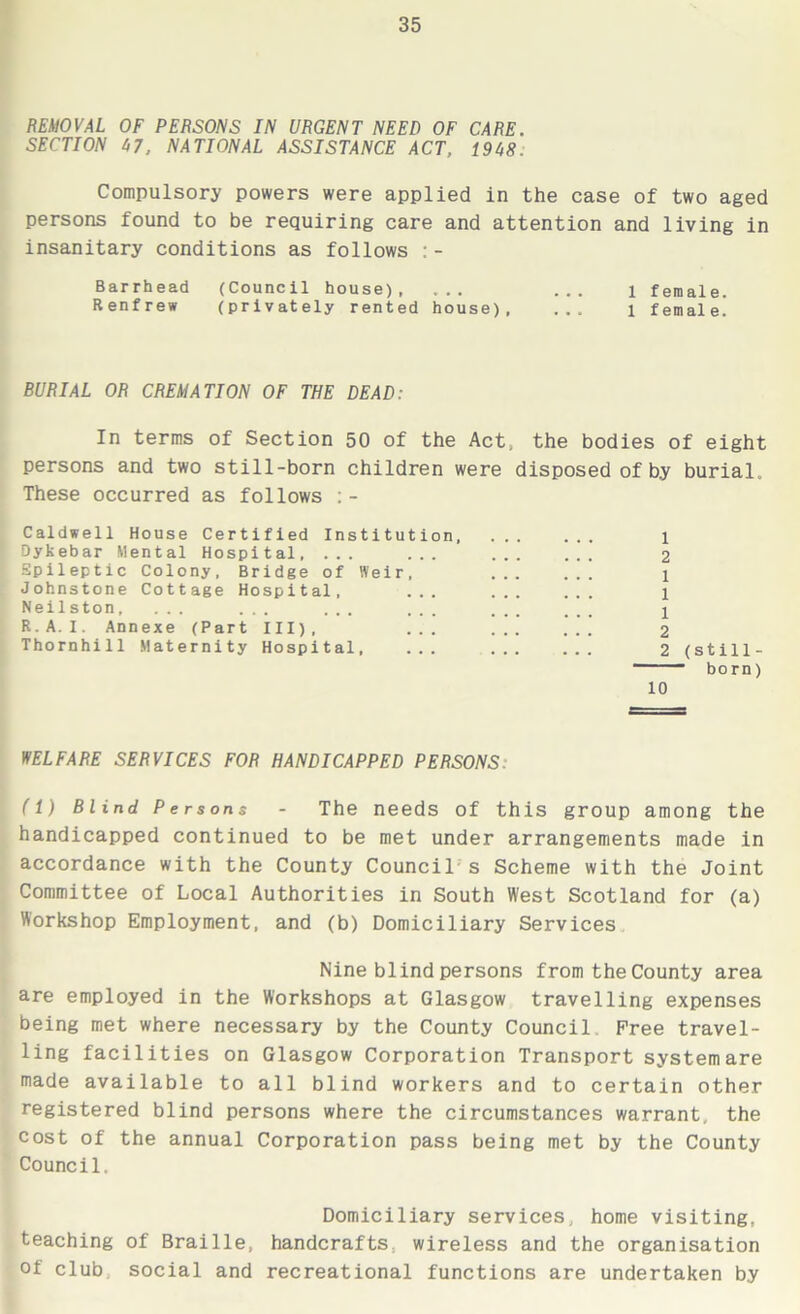 35
REMOVAL OF PERSONS IN URGENT NEED OF CARE.
SECTION 47, NATIONAL ASSISTANCE ACT, 1948:
Compulsory powers were applied in the case of two aged
persons found to be requiring care and attention and living in
insanitary conditions as follows :-
Barrhead (Council house), ... ... 1 female.
Renfrew (privately rented house), ... 1 female.
BURIAL OR CREMATION OF THE DEAD:
In terms of Section 50 of the Act, the bodies of eight
persons and two still-born children were disposed of by burial.
These occurred as follows :-
Caldwell House Certified Institution, ... ... 1
Dykebar Mental Hospital, ... ... ... ... 2
Epileptic Colony, Bridge of Weir, ... ... 1
Johnstone Cottage Hospital, ... ... ... 1
Neilston, ... ... ... ... ... ... 1
R.A.I. Annexe (Part III), ... ... ... 2
Thornhill Maternity Hospital, ... ... ... 2 (still-
born)
10
WELFARE SERVICES FOR HANDICAPPED PERSONS:
(1) Blind Persons - The needs of this group among the
handicapped continued to be met under arrangements made in
accordance with the County Council's Scheme with the Joint
Committee of Local Authorities in South West Scotland for (a)
Workshop Employment, and (b) Domiciliary Services.
Nine blind persons from the County area
are employed in the Workshops at Glasgow travelling expenses
being met where necessary by the County Council. Free travel-
ling facilities on Glasgow Corporation Transport system are
made available to all blind workers and to certain other
registered blind persons where the circumstances warrant, the
cost of the annual Corporation pass being met by the County
Council.
Domiciliary services, home visiting,
teaching of Braille, handcrafts, wireless and the organisation
of club, social and recreational functions are undertaken by